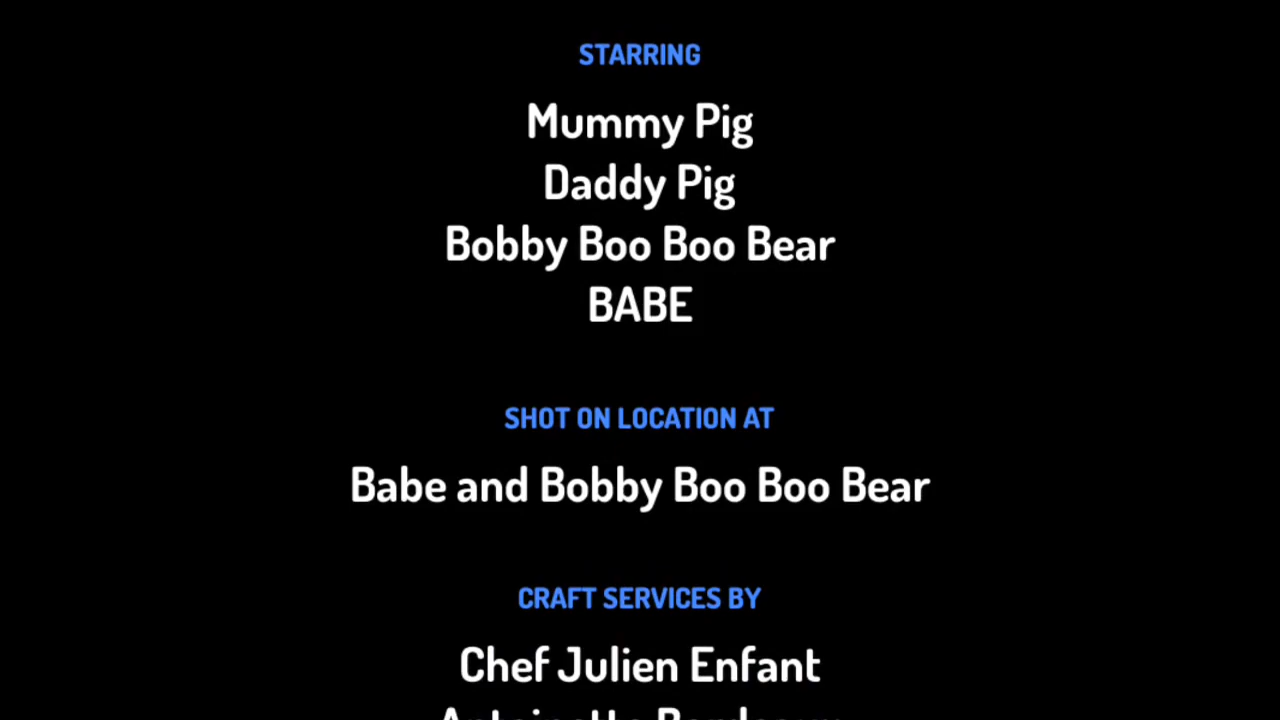 STARRING
Mummy Pig
Daddy Pig
Bobby Boo Boo Bear
BABE
SHOT ON LOCATION AT
Babe and Bobby Boo Boo Bear
CRAFT SERVICES BY
Chef Julien Enfant